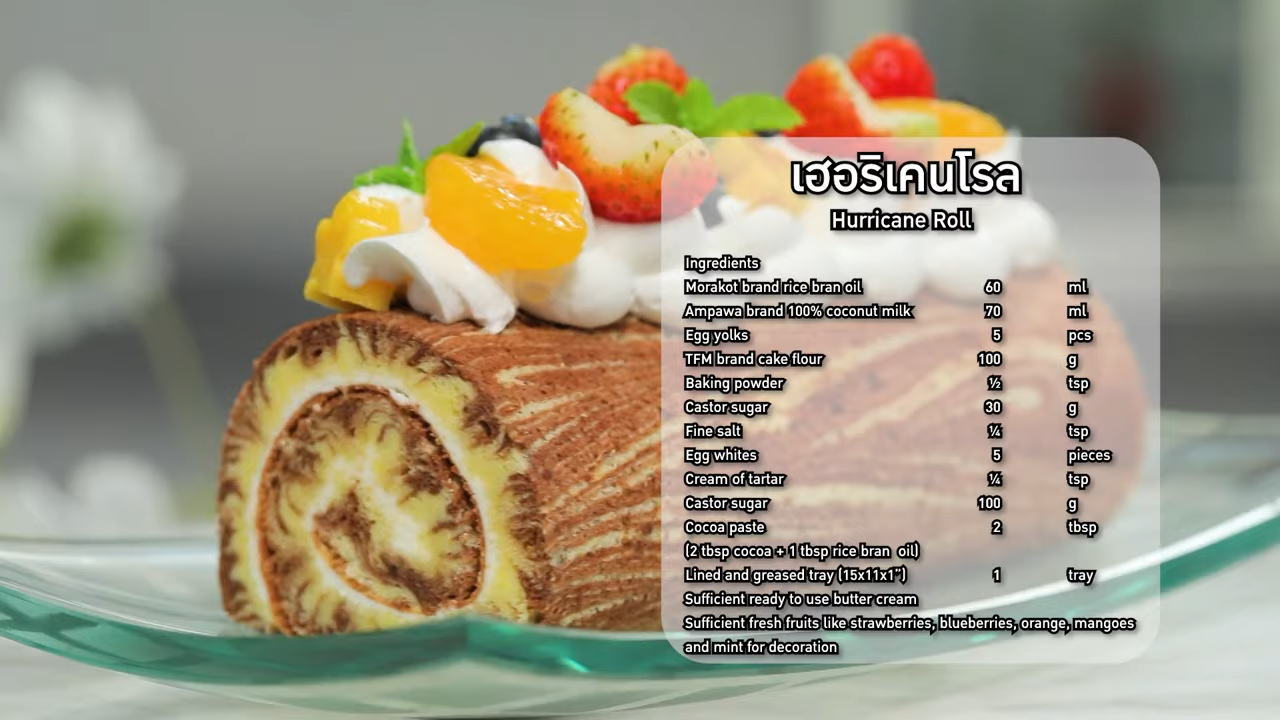 เฮอริเคนโรล
Hurricane Roll
Ingredients
Morakot brand rice bran oil 60 ml
Ampawa brand 100% coconut milk 70 ml
Egg yolks 5 pcs
TFM brand cake flour 100 g
Baking powder ½ tsp
Castor sugar 30 g
Fine salt ¼ tsp
Egg whites 5 pieces
Cream of tartar ¼ tsp
Castor sugar 100 g
Cocoa paste 2 tbsp
(2 tbsp cocoa + 1 tbsp rice bran oil)
Lined and greased tray (15x11x1") 1 tray
Sufficient ready to use butter cream
Sufficient fresh fruits like strawberries, blueberries, orange, mangoes
and mint for decoration